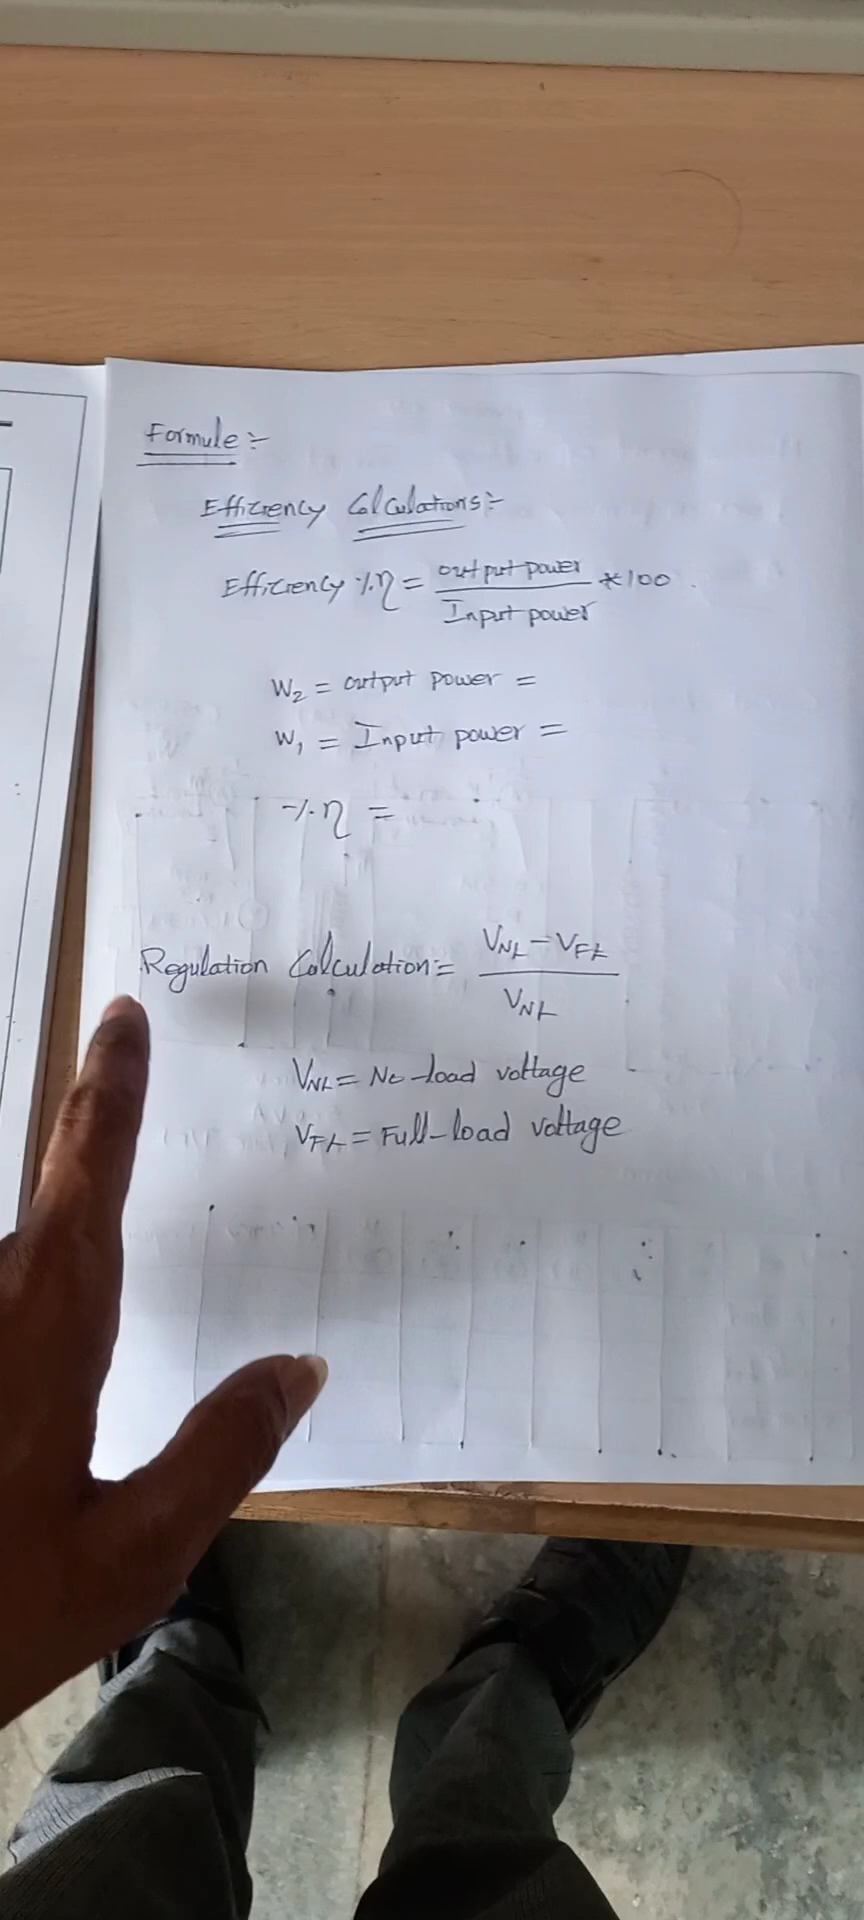 Formule :-
Efficiency Calculations :-
Efficiency %η = output power / Input power *100
W2 = output power =
W1 = Input power =
%η =
Regulation Calculation = VNL - VFL / VNL
VNL = No-load voltage
VFL = Full-load voltage